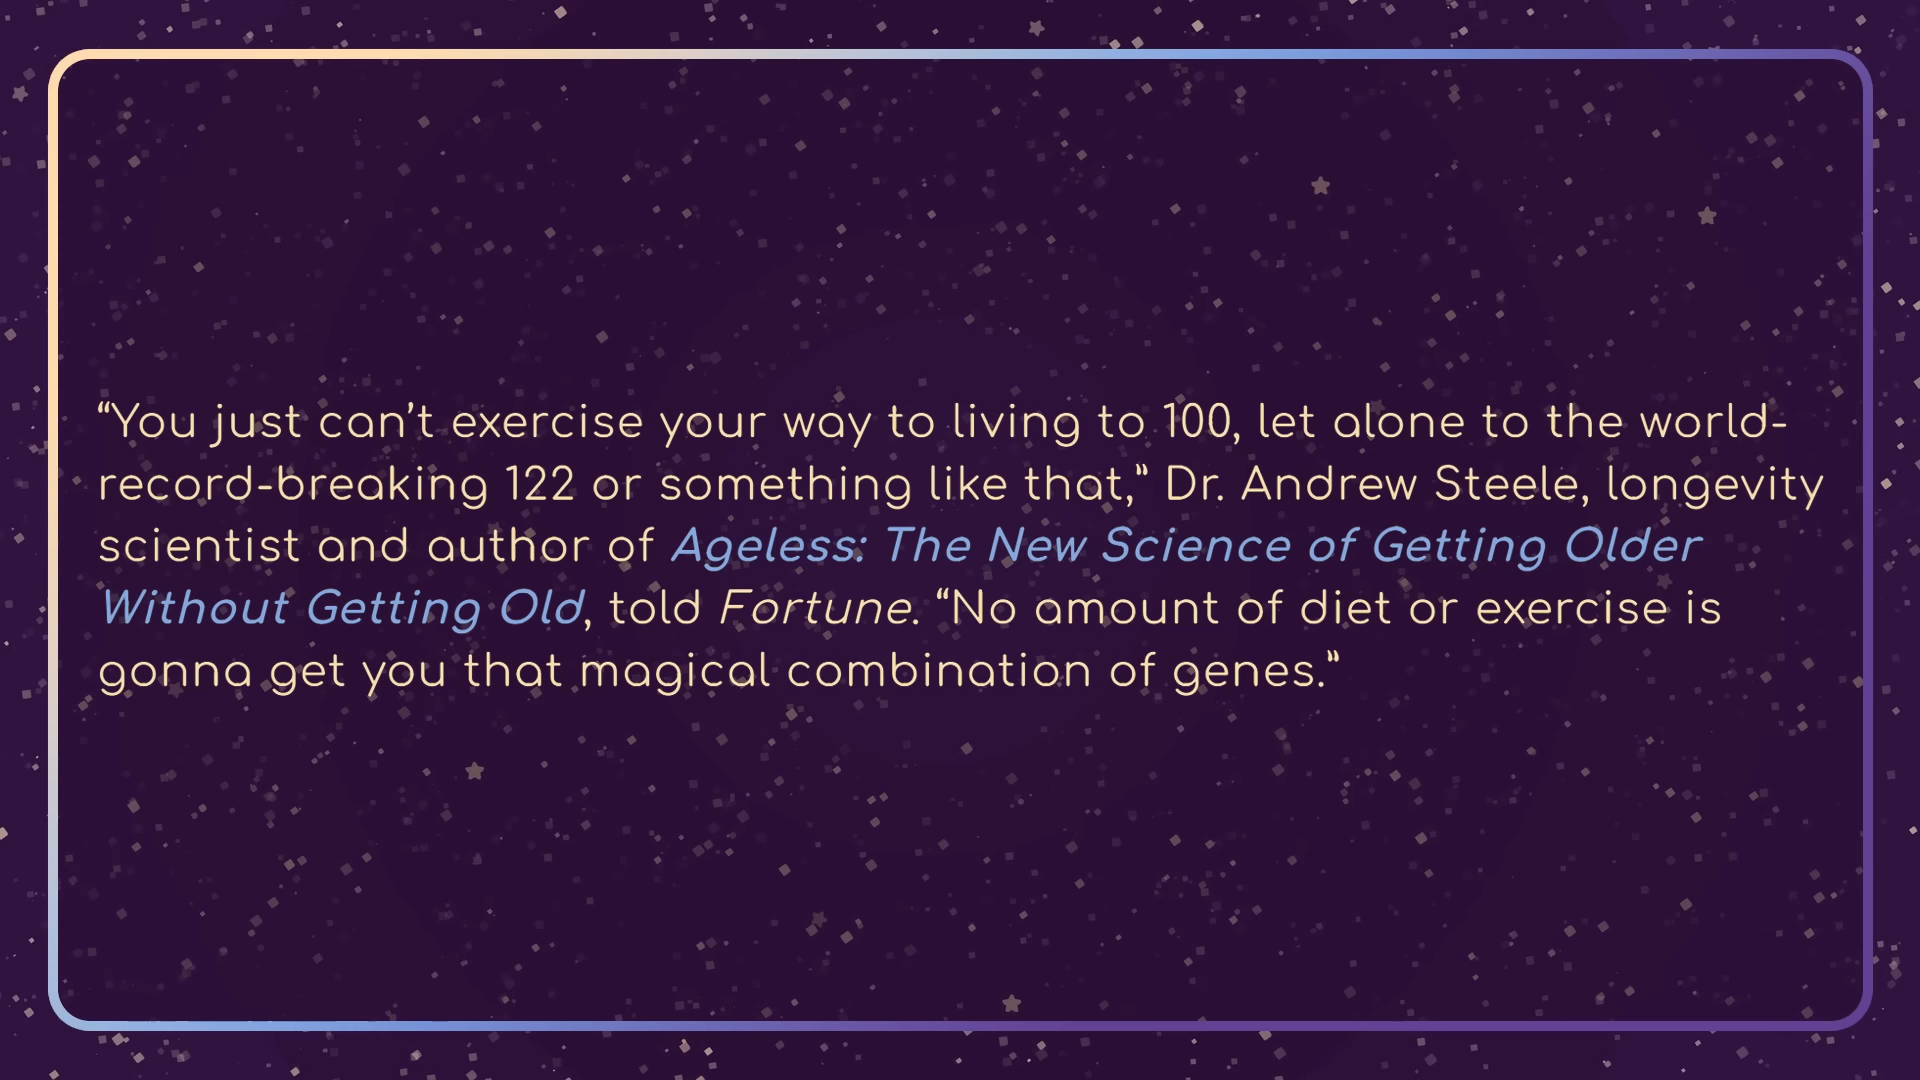 “You just can’t exercise your way to living to 100, let alone to the world-
record-breaking 122 or something like that,” Dr. Andrew Steele, longevity
scientist and author of Ageless: The New Science of Getting Older
Without Getting Old, told Fortune. “No amount of diet or exercise is
gonna get you that magical combination of genes.”